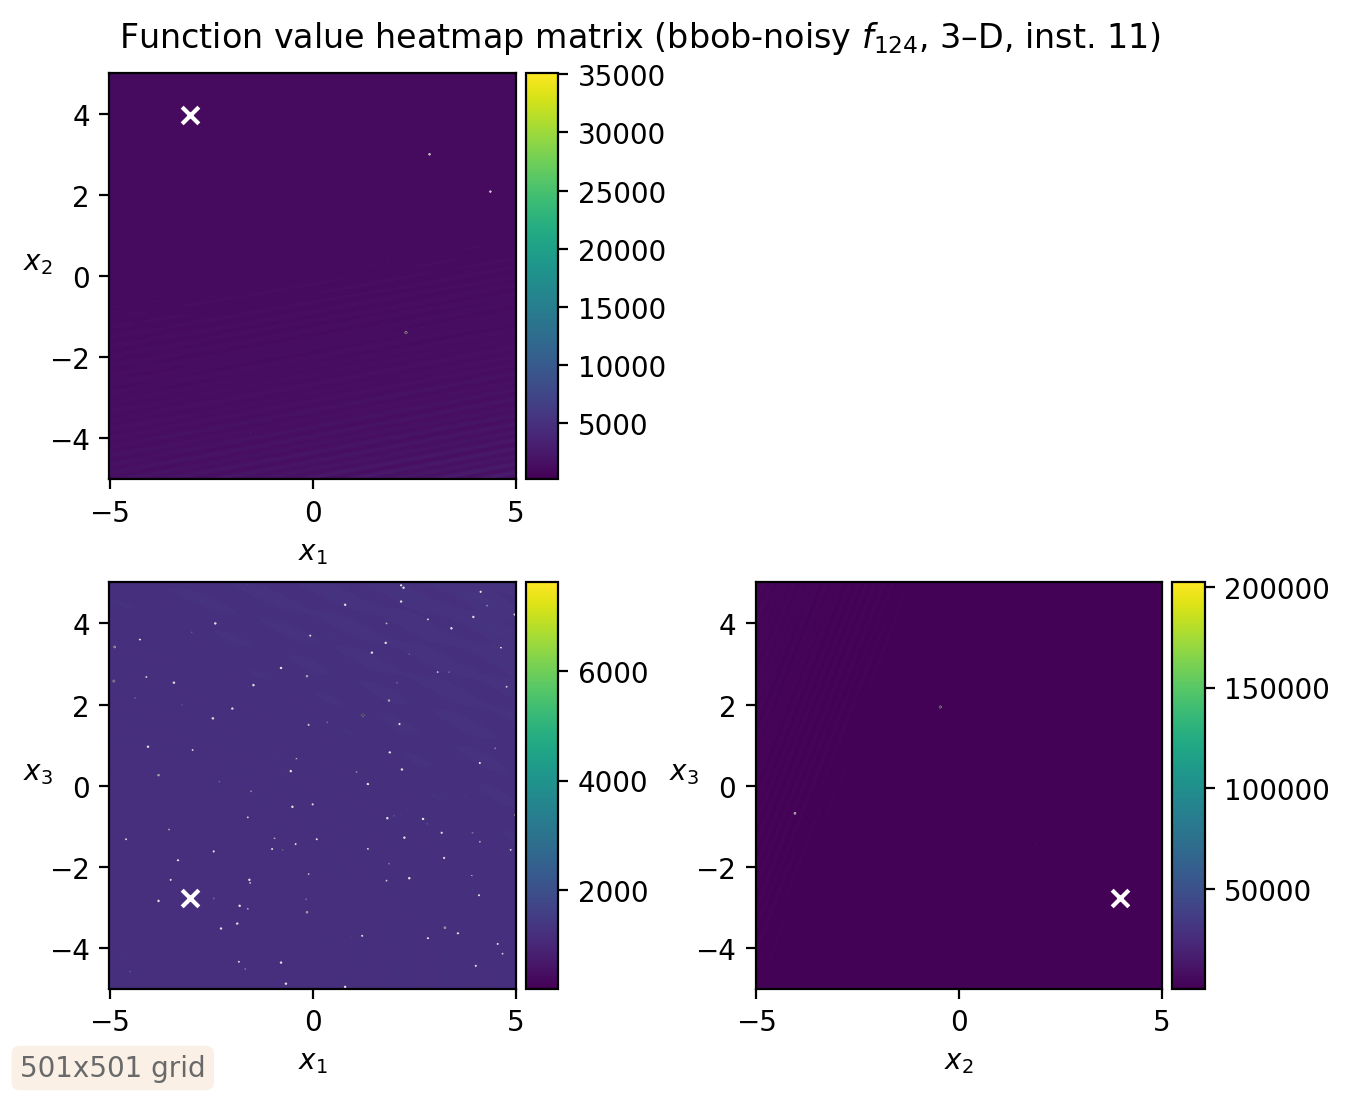 Function value heatmap matrix (bbob-noisy f₁₂₄, 3–D, inst. 11)
35000
30000
25000
20000
15000
10000
5000
4
2
0
−2
−4
x₂
−5 0 5
x₁
4
2
0
−2
−4
x₃
6000
4000
2000
−5 0 5
x₁
4
2
0
−2
−4
x₃
200000
150000
100000
50000
−5 0 5
x₂
501x501 grid